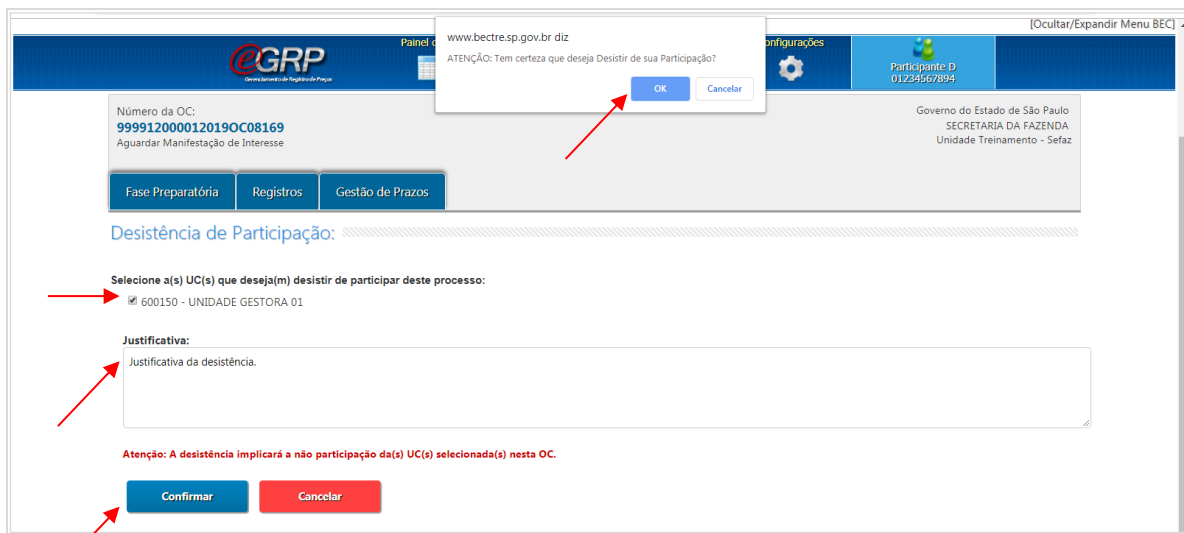 [Ocultar/Expandir Menu BEC]
www.bectre.sp.gov.br diz
ATENÇÃO: Tem certeza que deseja Desistir de sua Participação?
OK
Cancelar
eGRP
Gerenciamento de Registro de Preços
Painel
onfigurações
Participante D
01234567894
Número da OC:
999912000012019OC08169
Aguardar Manifestação de Interesse
Governo do Estado de São Paulo
SECRETARIA DA FAZENDA
Unidade Treinamento - Sefaz
Fase Preparatória
Registros
Gestão de Prazos
Desistência de Participação:
Selecione a(s) UC(s) que deseja(m) desistir de participar deste processo:
600150 - UNIDADE GESTORA 01
Justificativa:
Justificativa da desistência.
Atenção: A desistência implicará a não participação da(s) UC(s) selecionada(s) nesta OC.
Confirmar
Cancelar